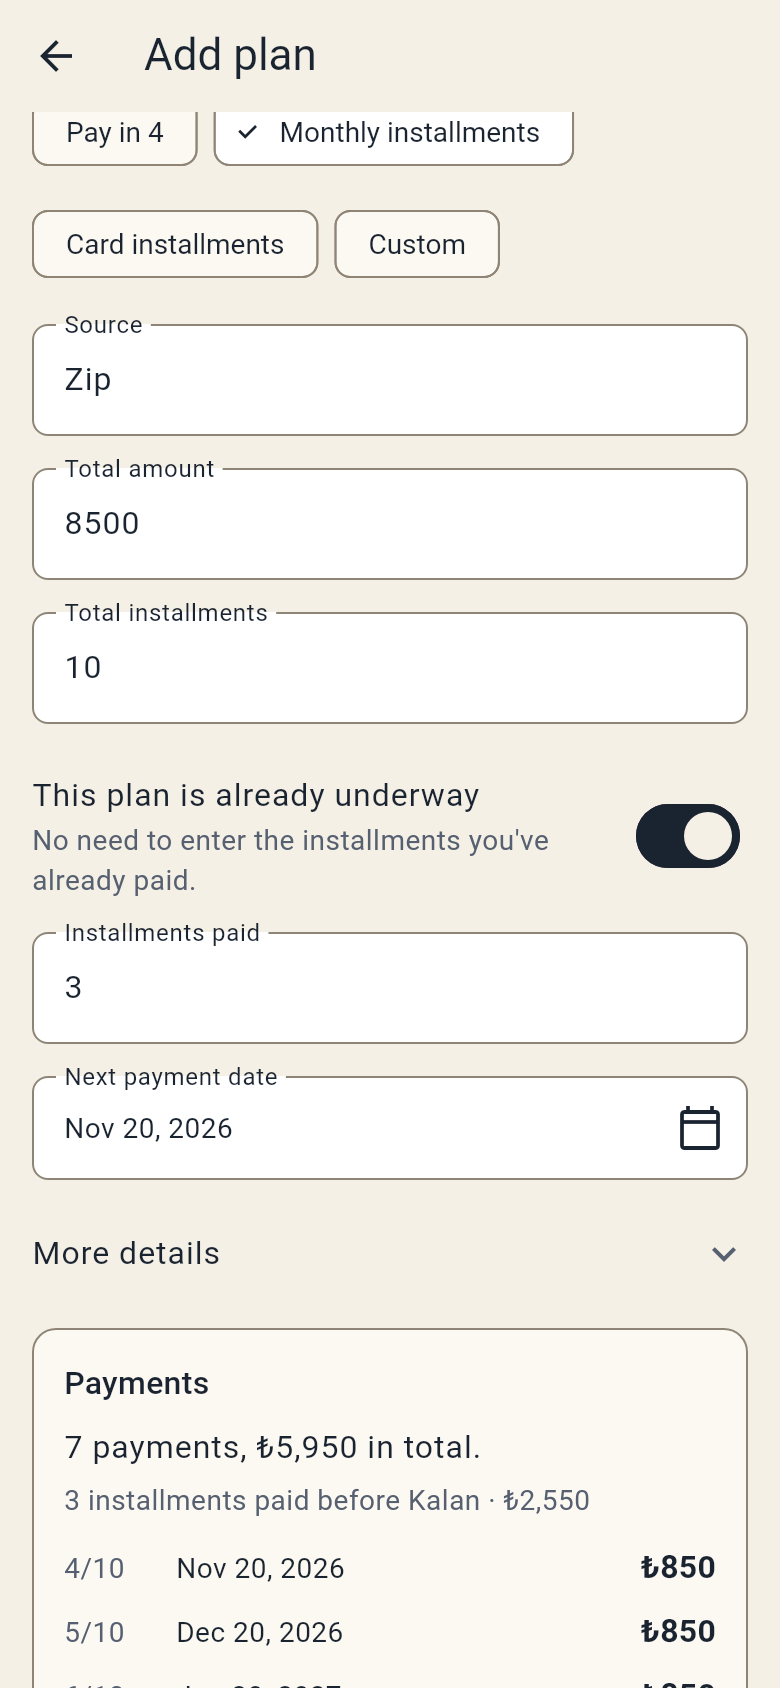 Add plan
Pay in 4
Monthly installments
Card installments
Custom
Source
Zip
Total amount
8500
Total installments
10
This plan is already underway
No need to enter the installments you've
already paid.
Installments paid
3
Next payment date
Nov 20, 2026
More details
Payments
7 payments, ₺5,950 in total.
3 installments paid before Kalan · ₺2,550
4/10 Nov 20, 2026 ₺850
5/10 Dec 20, 2026 ₺850